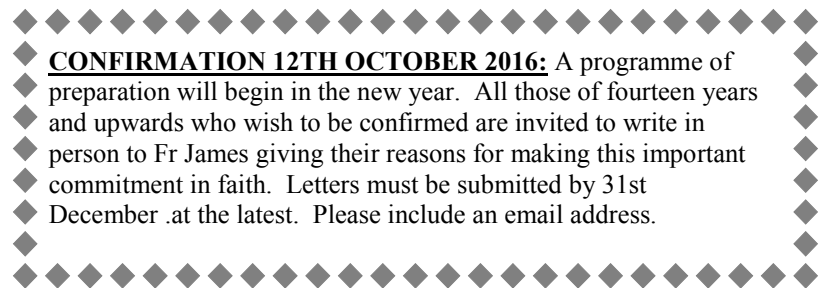 CONFIRMATION 12TH OCTOBER 2016: A programme of
preparation will begin in the new year.  All those of fourteen years
and upwards who wish to be confirmed are invited to write in
person to Fr James giving their reasons for making this important
commitment in faith.  Letters must be submitted by 31st
December .at the latest.  Please include an email address.